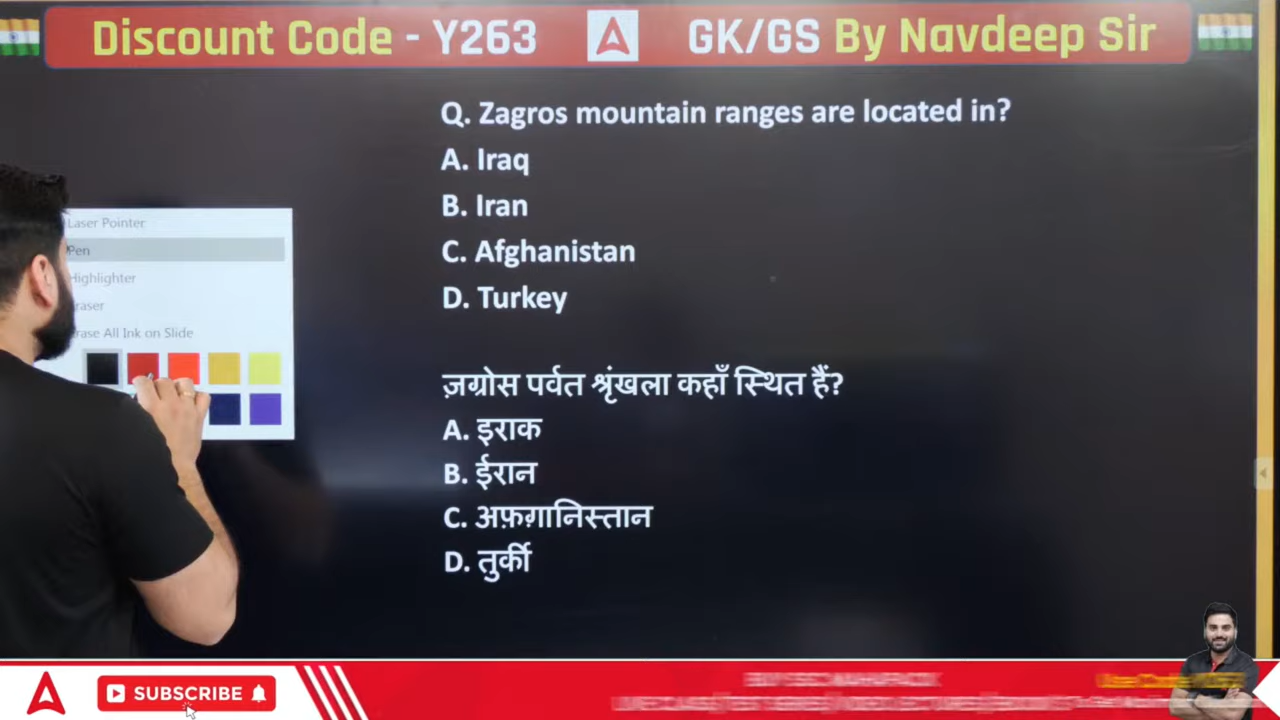 Discount Code - Y263 GK/GS By Navdeep Sir
Q. Zagros mountain ranges are located in?
A. Iraq
B. Iran
C. Afghanistan
D. Turkey
Laser Pointer
Pen
Highlighter
raser
rase All Ink on Slide
ज़ग्रोस पर्वत श्रृंखला कहाँ स्थित हैं?
A. इराक
B. ईरान
C. अफ़ग़ानिस्तान
D. तुर्की
SUBSCRIBE